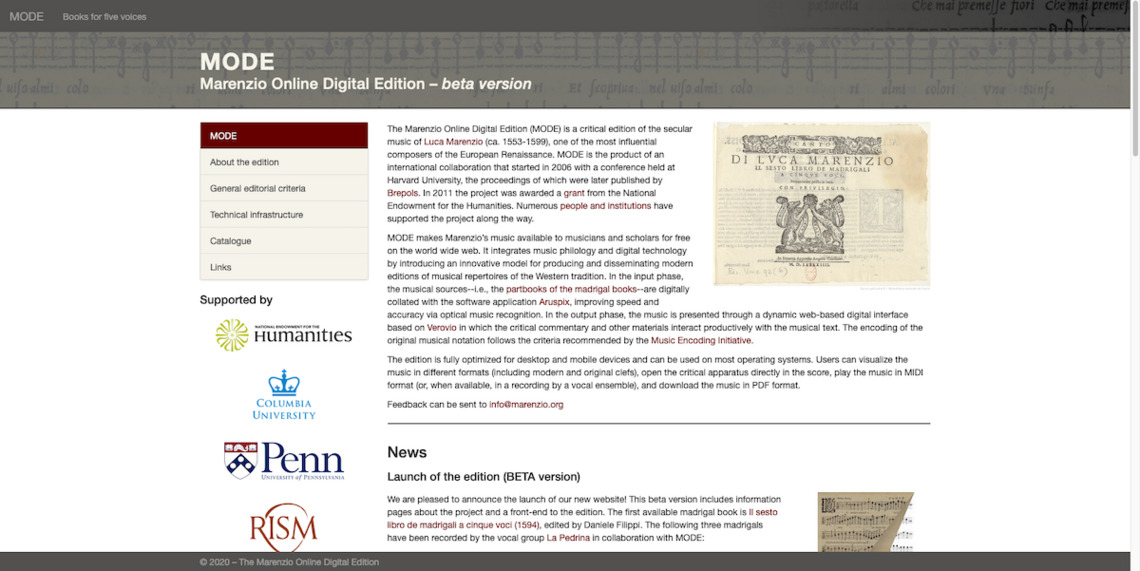 MODE
Books for five voices
Che mai premesse fiori Che mai premes
MODE
Marenzio Online Digital Edition – beta version
MODE
About the edition
General editorial criteria
Technical infrastructure
Catalogue
Links
Supported by
NATIONAL ENDOWMENT FOR THE
Humanities
COLUMBIA
UNIVERSITY
Penn
UNIVERSITY of PENNSYLVANIA
RISM
The Marenzio Online Digital Edition (MODE) is a critical edition of the secular
music of Luca Marenzio (ca. 1553-1599), one of the most influential
composers of the European Renaissance. MODE is the product of an
international collaboration that started in 2006 with a conference held at
Harvard University, the proceedings of which were later published by
Brepols. In 2011 the project was awarded a grant from the National
Endowment for the Humanities. Numerous people and institutions have
supported the project along the way.
CANTO
DI LVCA MARENZIO
IL SESTO LIBRO DE MADRIGALI
A CINQVE VOCI
CON PRIVILEGIO
MODE makes Marenzio's music available to musicians and scholars for free
on the world wide web. It integrates music philology and digital technology
by introducing an innovative model for producing and disseminating modern
editions of musical repertoires of the Western tradition. In the input phase,
the musical sources--i.e., the partbooks of the madrigal books--are digitally
collated with the software application Aruspix, improving speed and
accuracy via optical music recognition. In the output phase, the music is presented through a dynamic web-based digital interface
based on Verovio in which the critical commentary and other materials interact productively with the musical text. The encoding of the
original musical notation follows the criteria recommended by the Music Encoding Initiative.
The edition is fully optimized for desktop and mobile devices and can be used on most operating systems. Users can visualize the
music in different formats (including modern and original clefs), open the critical apparatus directly in the score, play the music in MIDI
format (or, when available, in a recording by a vocal ensemble), and download the music in PDF format.
Feedback can be sent to info@marenzio.org
News
Launch of the edition (BETA version)
We are pleased to announce the launch of our new website! This beta version includes information
pages about the project and a front-end to the edition. The first available madrigal book is Il sesto
libro de madrigali a cinque voci (1594), edited by Daniele Filippi. The following three madrigals
have been recorded by the vocal group La Pedrina in collaboration with MODE:
© 2020 – The Marenzio Online Digital Edition